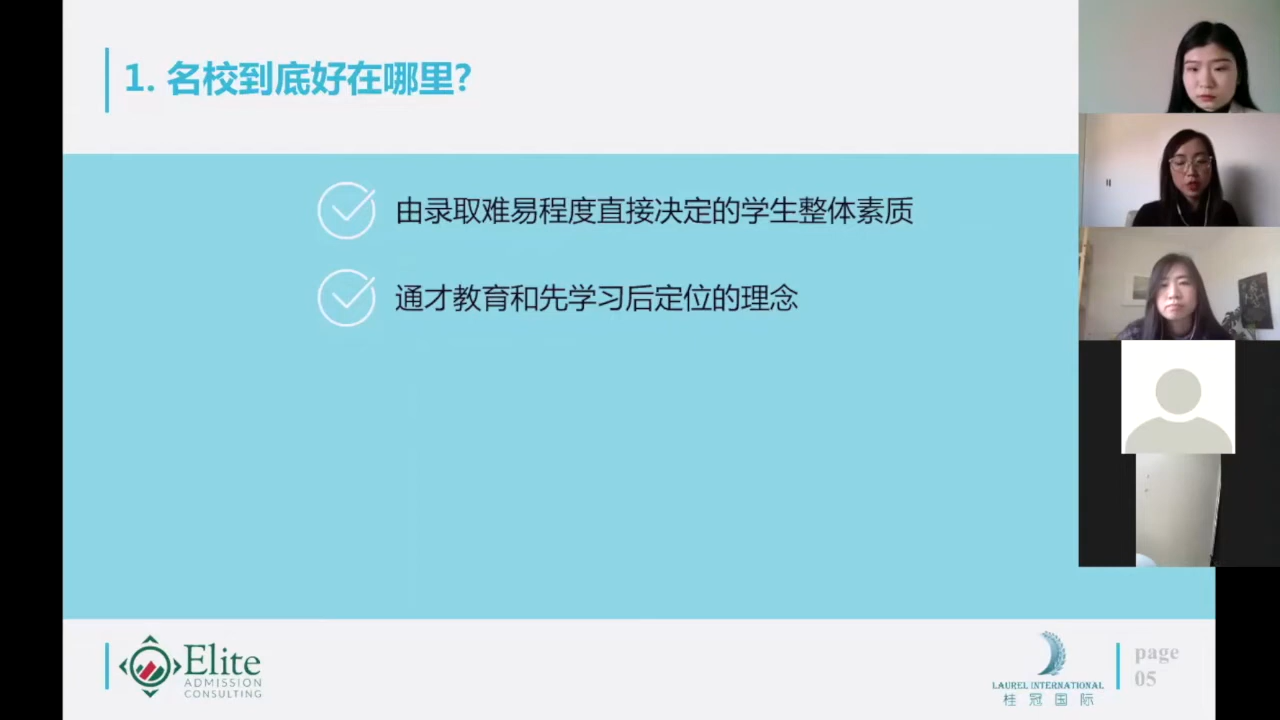 1. 名校到底好在哪里?
由录取难易程度直接决定的学生整体素质
通才教育和先学习后定位的理念
Elite
ADMISSION
CONSULTING
LAUREL INTERNATIONAL
桂冠国际
page
05